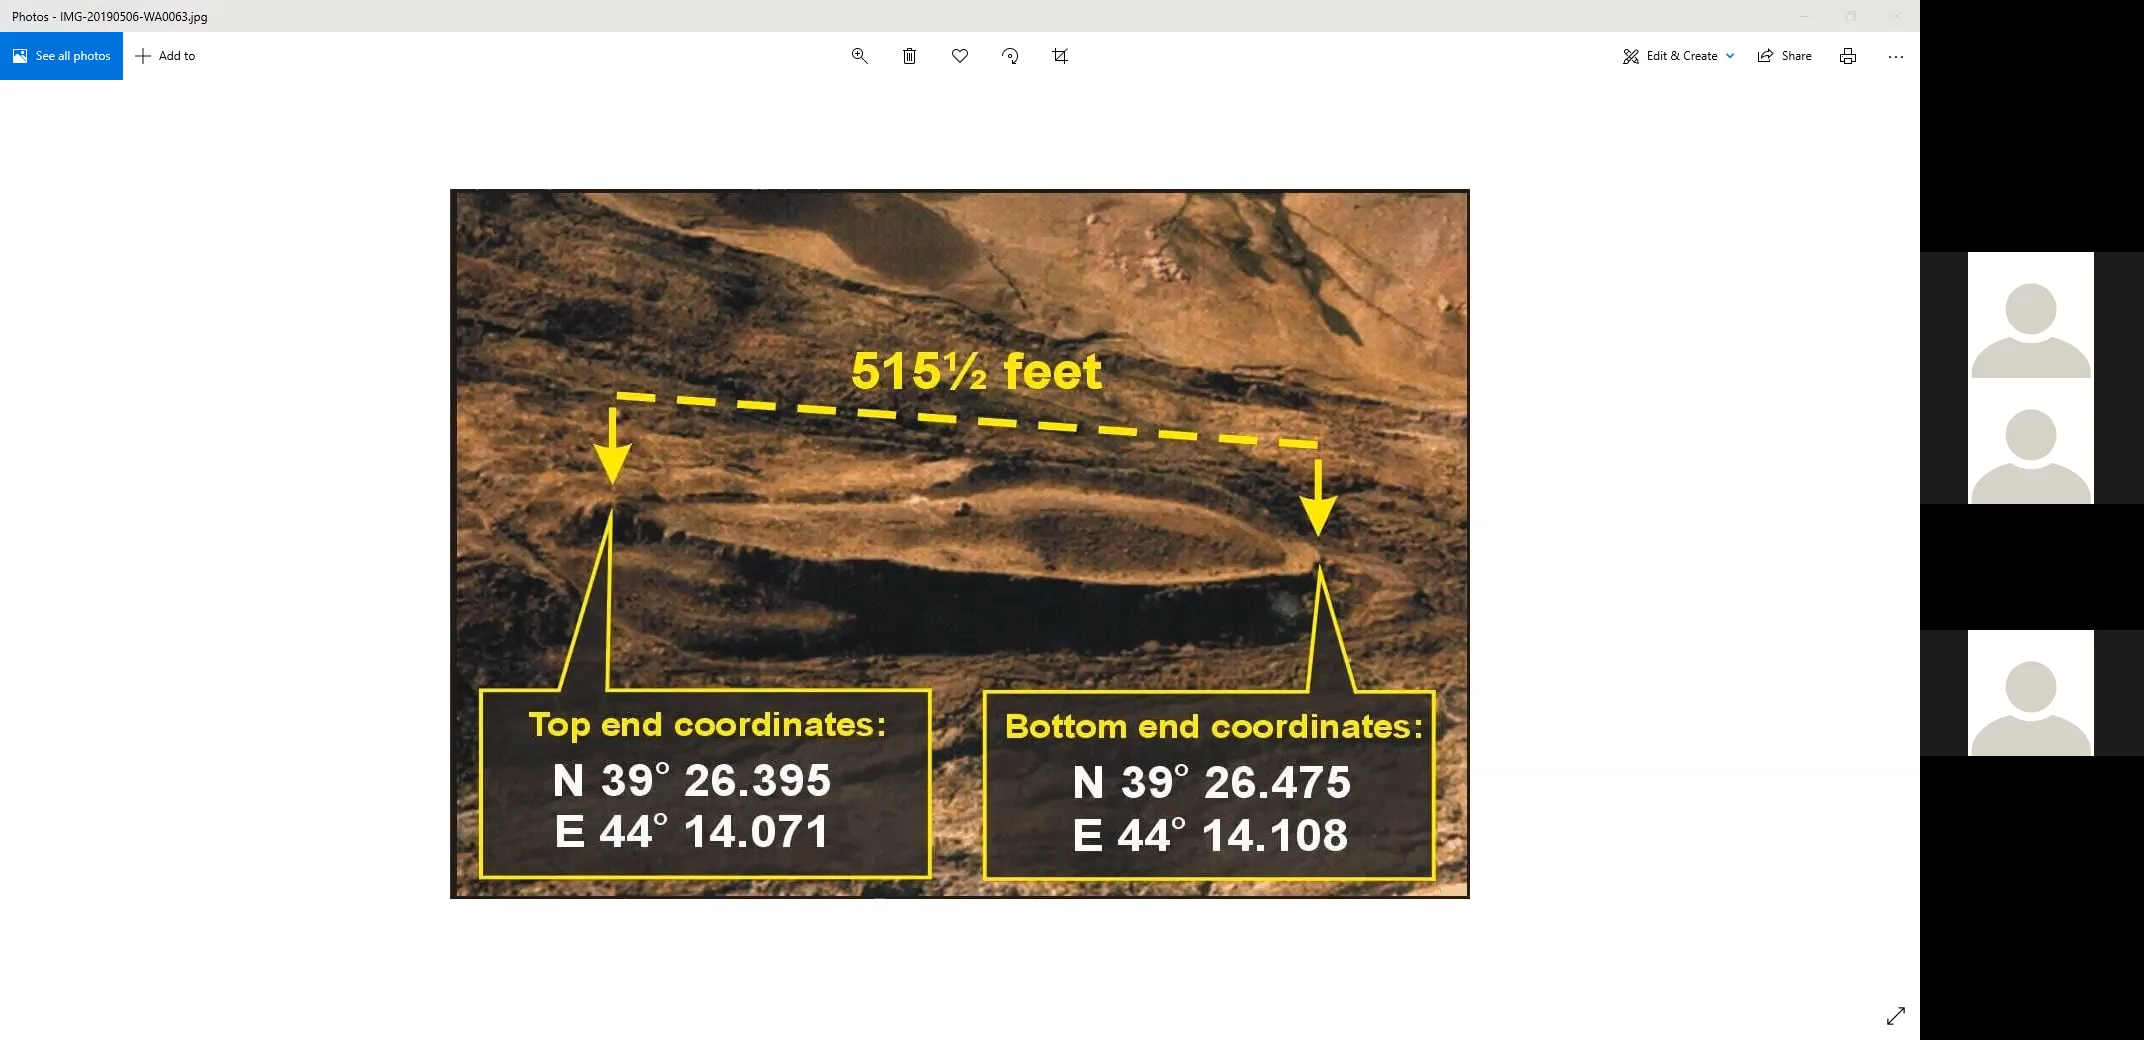 Photos - IMG-20190506-WA0063.jpg
See all photos
Add to
Edit & Create
Share
515½ feet
Top end coordinates:
N 39° 26.395
E 44° 14.071
Bottom end coordinates:
N 39° 26.475
E 44° 14.108